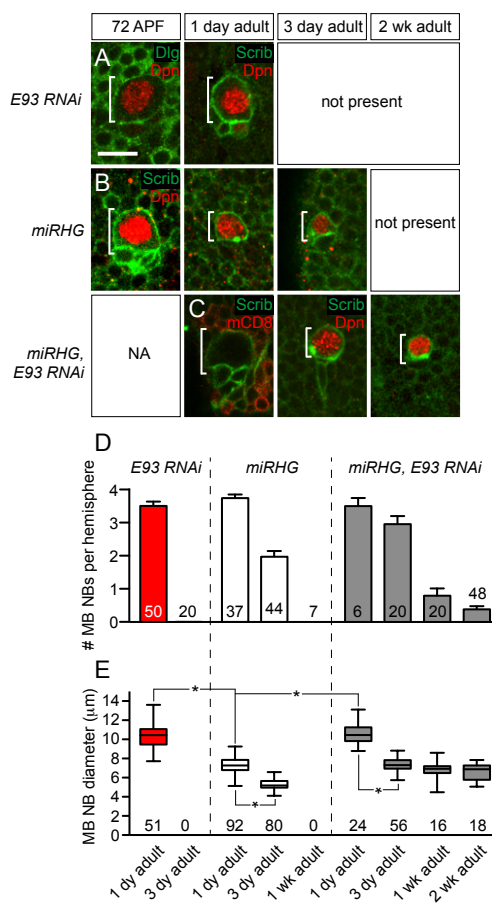 72 APF 1 day adult 3 day adult 2 wk adult
A Dlg Dpn Scrib Dpn
E93 RNAi
not present
B Scrib Dpn
miRHG
not present
C Scrib mCD8 Scrib Dpn
miRHG, E93 RNAi
NA
D
E93 RNAi miRHG miRHG, E93 RNAi
# MB NBs per hemisphere
4
3
2
1
0
50 20 37 44 7 6 20 20 48
E
MB NB diameter (μm)
14
12
10
8
6
4
2
0
* * * *
51 0 92 80 0 24 56 16 18
1 dy adult 3 dy adult 1 dy adult 3 dy adult 1 wk adult 1 dy adult 3 dy adult 1 wk adult 2 wk adult